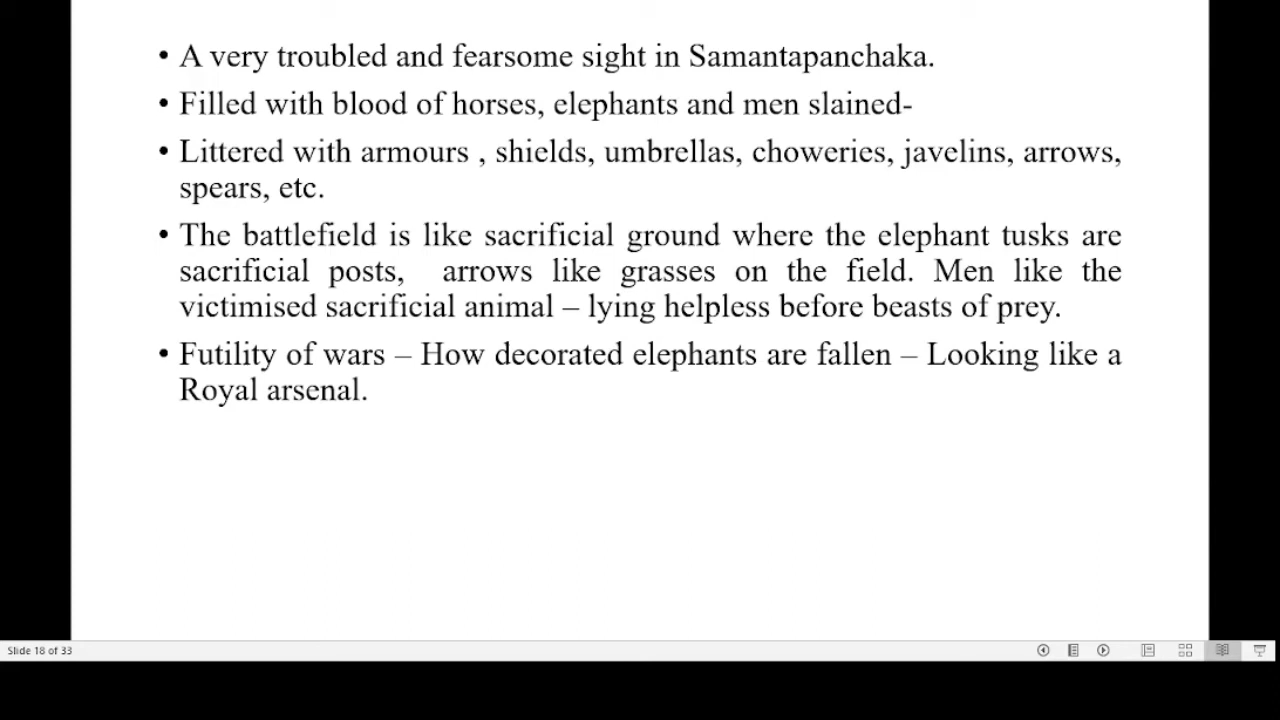 • A very troubled and fearsome sight in Samantapanchaka.
• Filled with blood of horses, elephants and men slained-
• Littered with armours , shields, umbrellas, choweries, javelins, arrows,
spears, etc.
• The battlefield is like sacrificial ground where the elephant tusks are
sacrificial posts, arrows like grasses on the field. Men like the
victimised sacrificial animal – lying helpless before beasts of prey.
• Futility of wars – How decorated elephants are fallen – Looking like a
Royal arsenal.
Slide 18 of 33